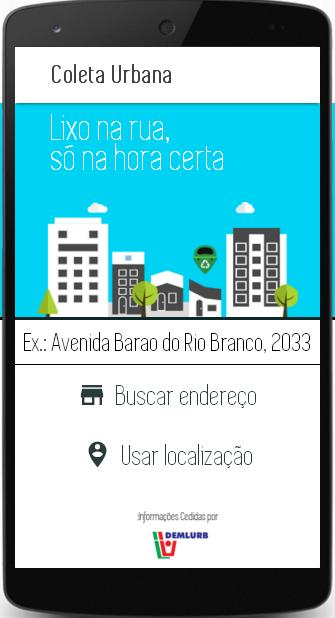 Coleta Urbana
Lixo na rua,
só na hora certa
Ex.: Avenida Barao do Rio Branco, 2033
Buscar endereço
Usar localização
Informações Cedidas por
DEMLURB